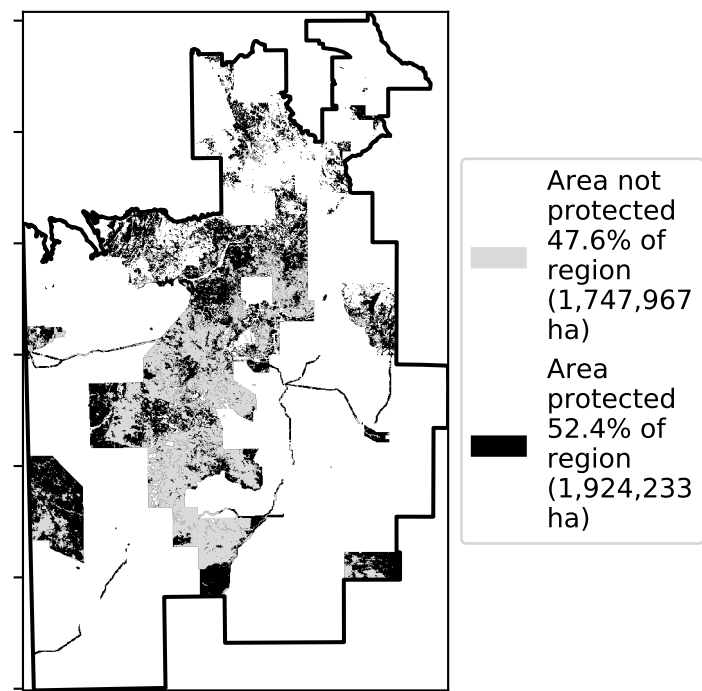 Area not
protected
47.6% of
region
(1,747,967
ha)
Area
protected
52.4% of
region
(1,924,233
ha)